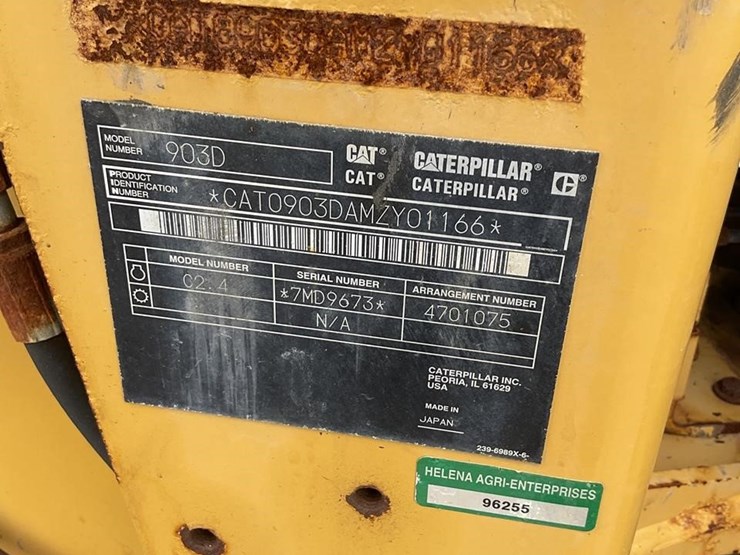 MODEL NUMBER 903D
CAT® CATERPILLAR® C
CAT® CATERPILLAR®
PRODUCT IDENTIFICATION NUMBER *CAT0903DAMZY01166*
MODEL NUMBER SERIAL NUMBER ARRANGEMENT NUMBER
C2.4 *7MD9673* 4701075
N/A
CATERPILLAR INC.
PEORIA, IL 61629
USA
MADE IN
JAPAN
239-6989X-6-
HELENA AGRI-ENTERPRISES
96255